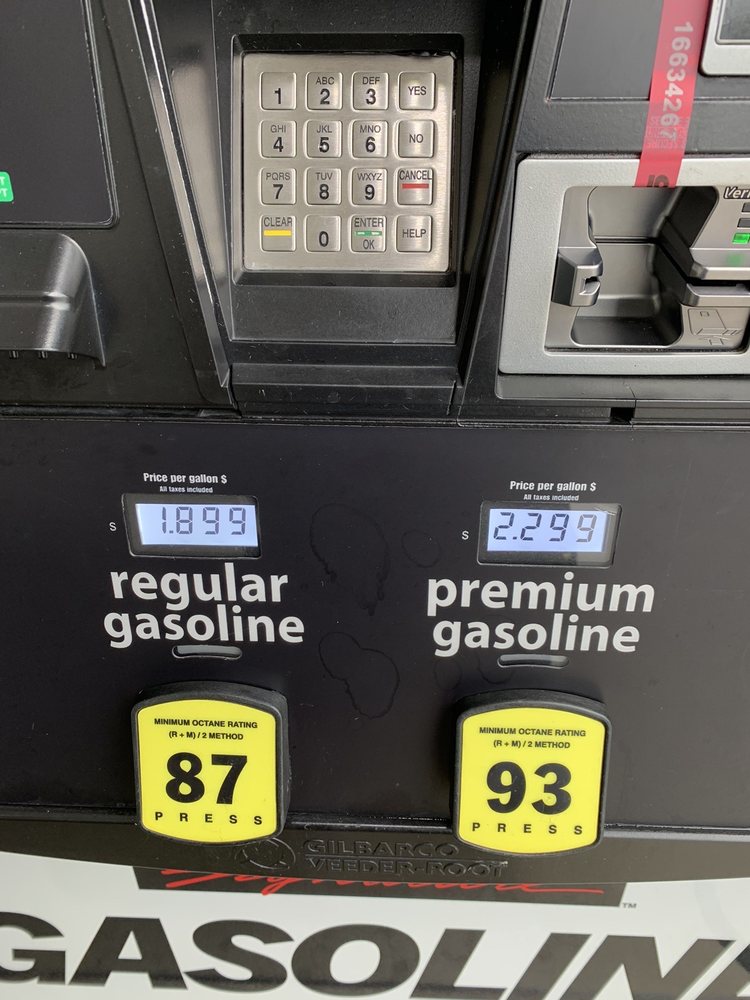 1
ABC
2
DEF
3
YES
GHI
4
JKL
5
MNO
6
NO
PQRS
7
TUV
8
WXYZ
9
CANCEL
CLEAR
0
ENTER
OK
HELP
Price per gallon $
All taxes included
$ 1.899
regular
gasoline
Price per gallon $
All taxes included
$ 2.299
premium
gasoline
MINIMUM OCTANE RATING
(R + M) / 2 METHOD
87
PRESS
MINIMUM OCTANE RATING
(R + M) / 2 METHOD
93
PRESS
GILBARCO
VEEDER-ROOT
TM
GASOLIN